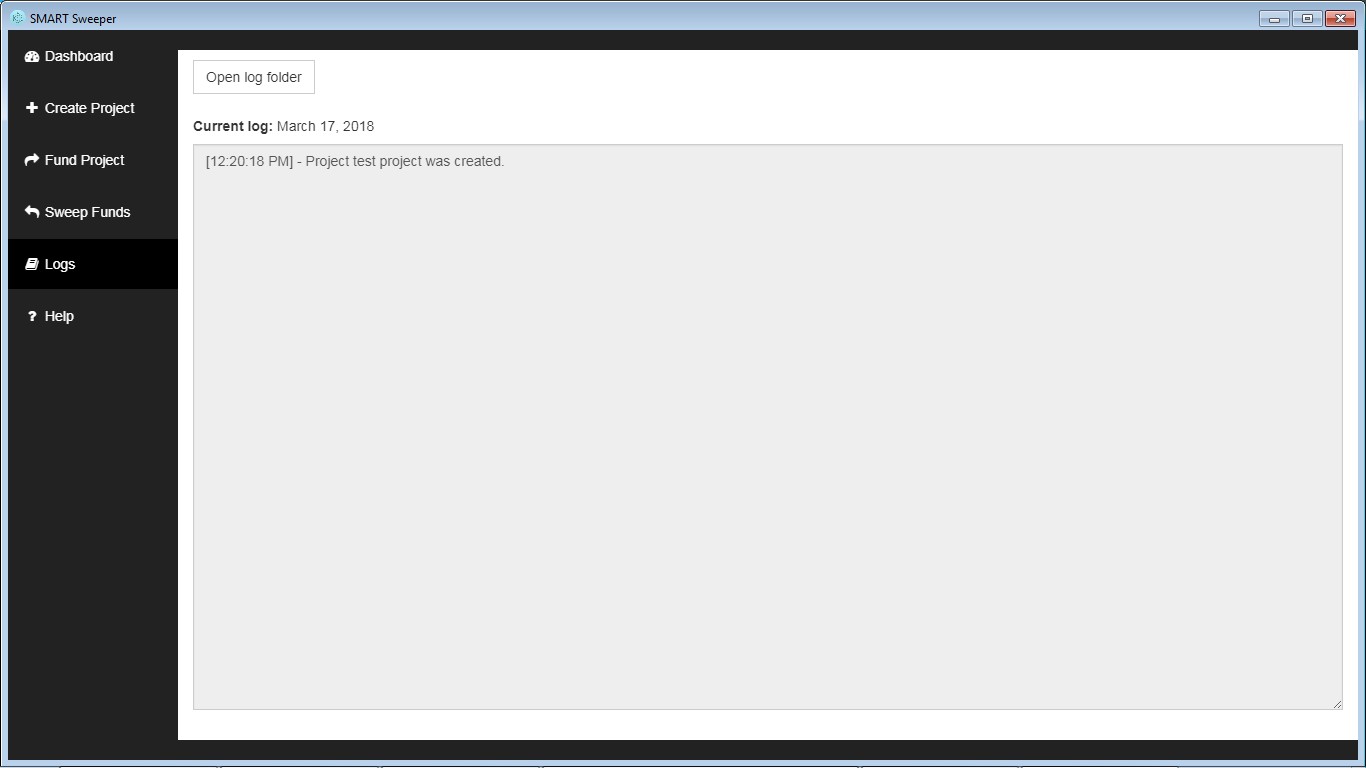 SMART Sweeper
Dashboard
Create Project
Fund Project
Sweep Funds
Logs
? Help
Open log folder
Current log: March 17, 2018
[12:20:18 PM] - Project test project was created.